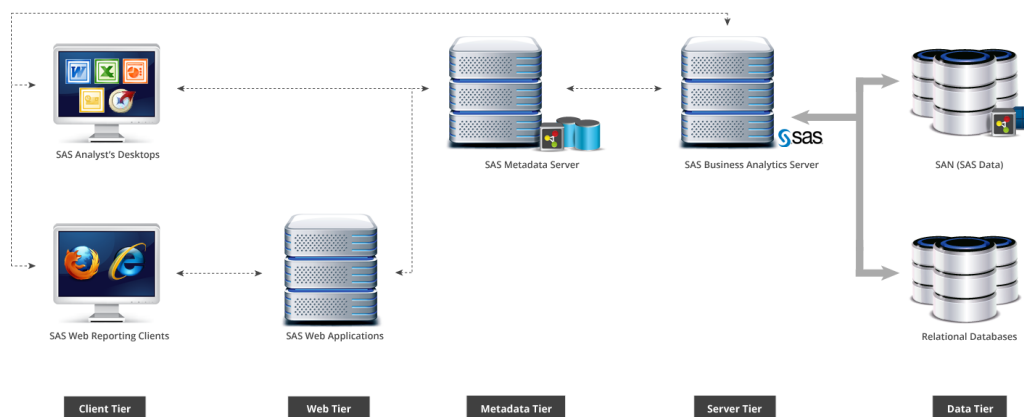 SAS Analyst's Desktops
SAS Metadata Server
Ssas
SAS Business Analytics Server
SAN (SAS Data)
SAS Web Reporting Clients
SAS Web Applications
Relational Databases
Client Tier
Web Tier
Metadata Tier
Server Tier
Data Tier